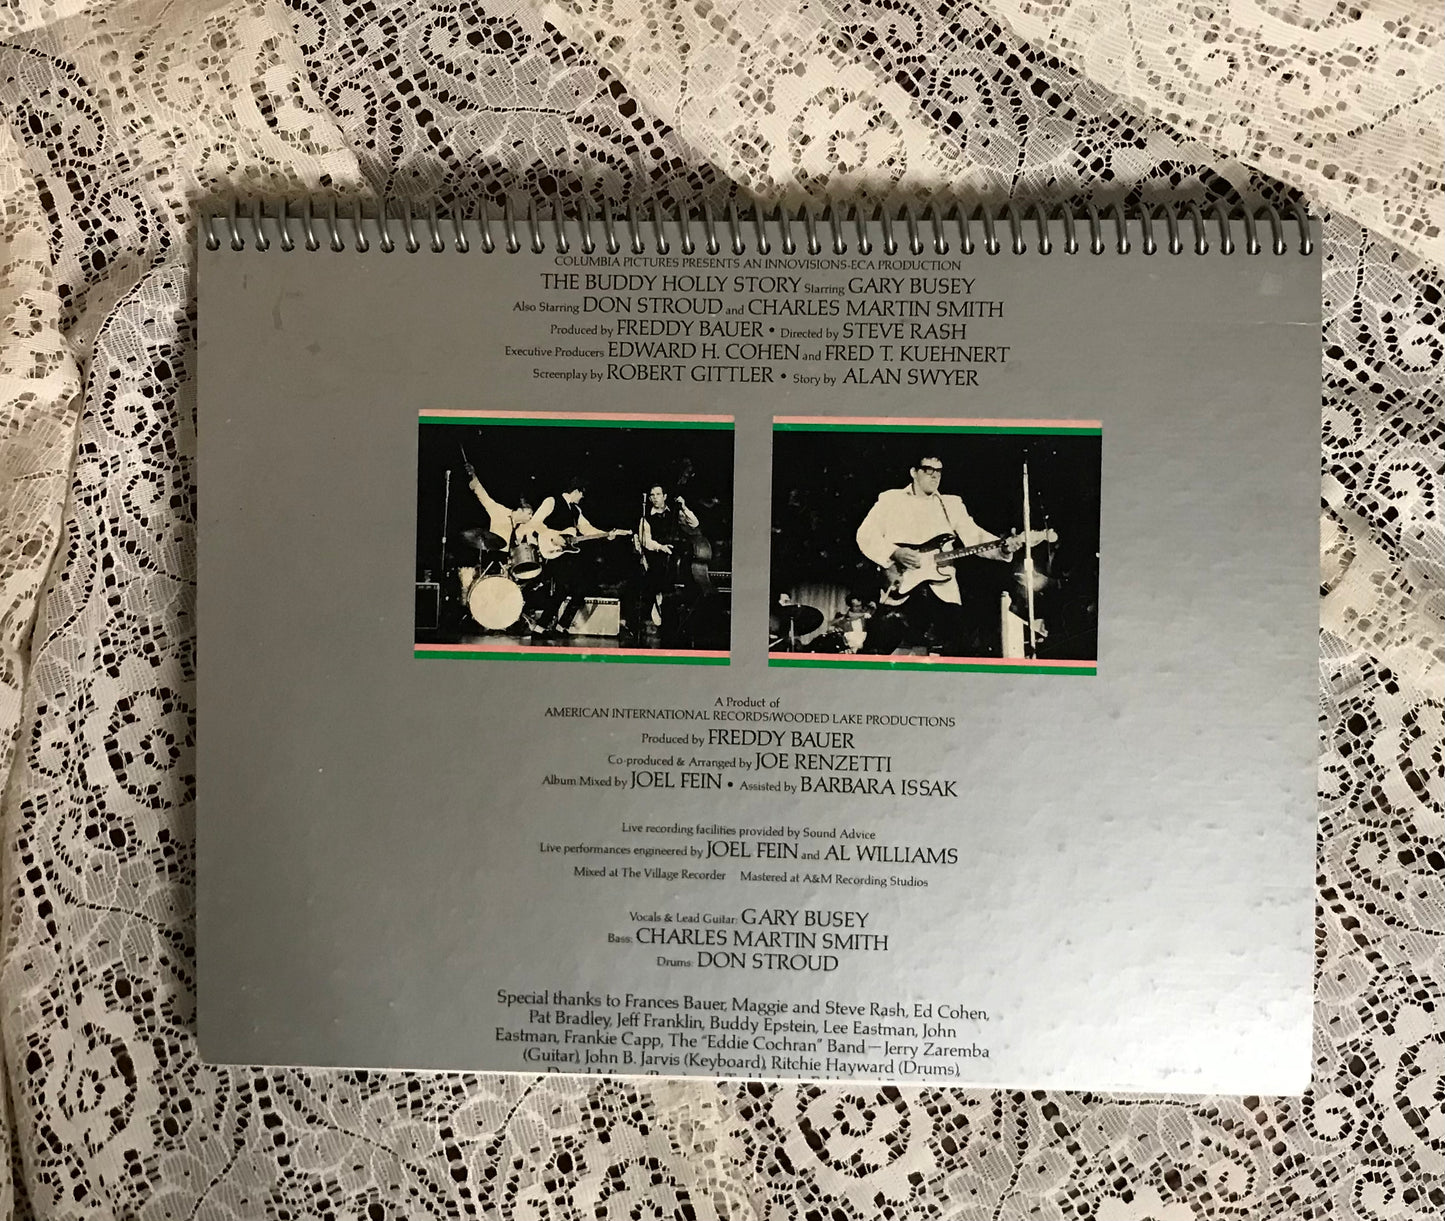 COLUMBIA PICTURES PRESENTS AN INNOVISIONS-ECA PRODUCTION
THE BUDDY HOLLY STORY Starring GARY BUSEY
Also Starring DON STROUD and CHARLES MARTIN SMITH
Produced by FREDDY BAUER • Directed by STEVE RASH
Executive Producers EDWARD H. COHEN and FRED T. KUEHNERT
Screenplay by ROBERT GITTLER • Story by ALAN SWYER
A Product of
AMERICAN INTERNATIONAL RECORDS/WOODED LAKE PRODUCTIONS
Produced by FREDDY BAUER
Co-produced & Arranged by JOE RENZETTI
Album Mixed by JOEL FEIN • Assisted by BARBARA ISSAK
Live recording facilities provided by Sound Advice
Live performances engineered by JOEL FEIN and AL WILLIAMS
Mixed at The Village Recorder Mastered at A&M Recording Studios
Vocals & Lead Guitar: GARY BUSEY
Bass: CHARLES MARTIN SMITH
Drums: DON STROUD
Special thanks to Frances Bauer, Maggie and Steve Rash, Ed Cohen,
Pat Bradley, Jeff Franklin, Buddy Epstein, Lee Eastman, John
Eastman, Frankie Capp, The "Eddie Cochran" Band—Jerry Zaremba
(Guitar), John B. Jarvis (Keyboard), Ritchie Hayward (Drums),